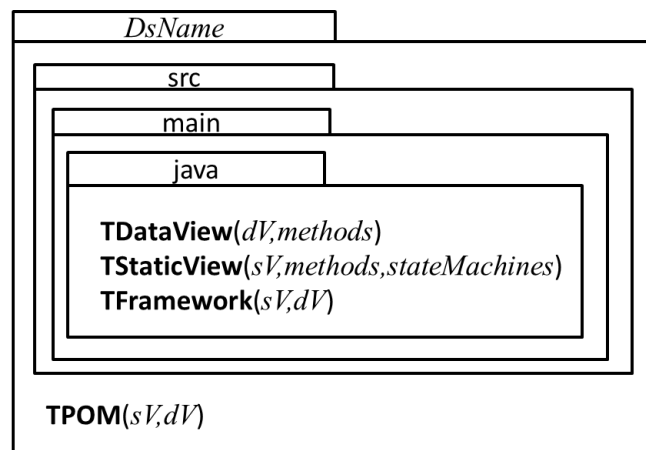 DsName
src
main
java
TDataView(dV,methods)
TStaticView(sV,methods,stateMachines)
TFramework(sV,dV)
TPOM(sV,dV)